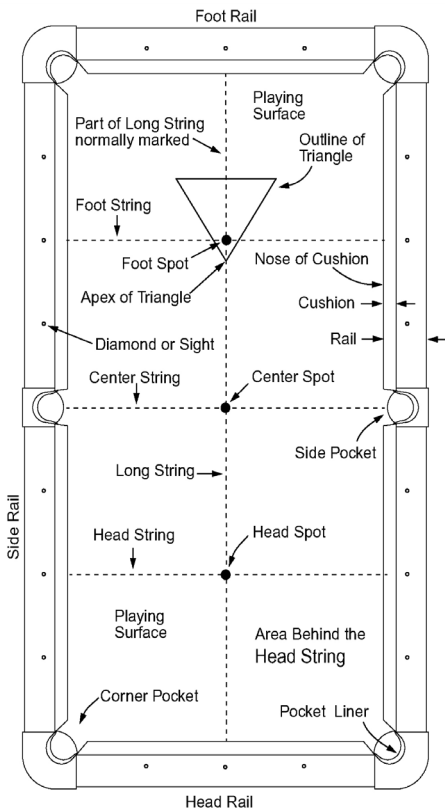 Foot Rail
Playing
Surface
Part of Long String
normally marked
Outline of
Triangle
Foot String
Foot Spot
Nose of Cushion
Apex of Triangle
Cushion
Rail
Diamond or Sight
Center String
Center Spot
Side Pocket
Long String
Side Rail
Head String
Head Spot
Playing
Surface
Area Behind the
Head String
Corner Pocket
Pocket Liner
Head Rail